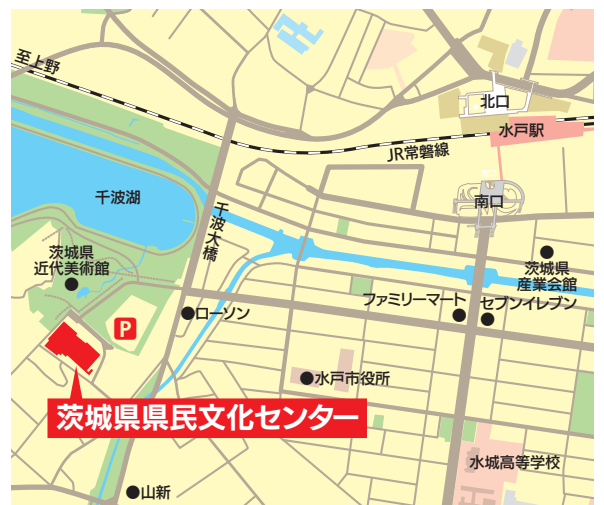 至上野
北口
水戸駅
JR常磐線
千波湖
千波大橋
南口
茨城県
近代美術館
茨城県
産業会館
ファミリーマート
セブンイレブン
ローソン
P
水戸市役所
茨城県県民文化センター
水城高等学校
山新